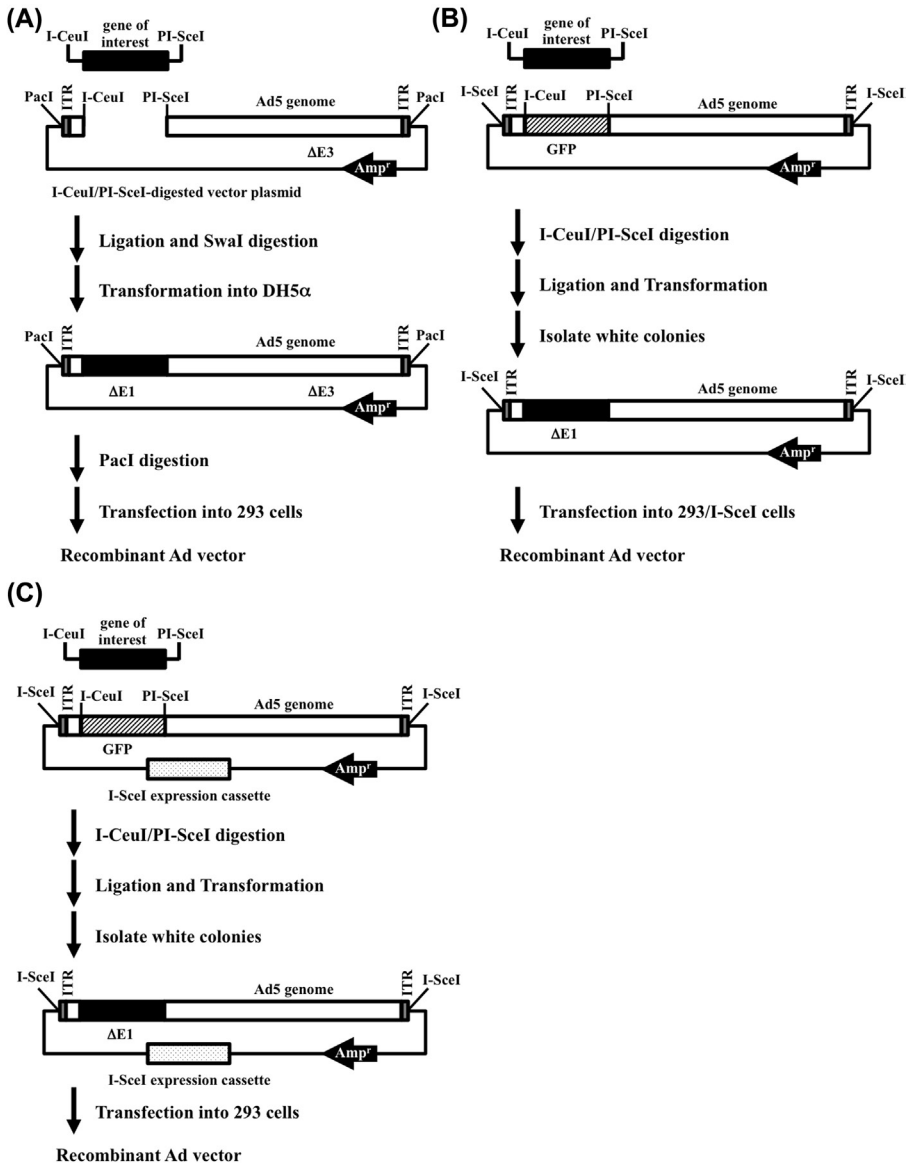 (A)
gene of
interest
I-CeuI PI-SceI
PacI ITR I-CeuI PI-SceI Ad5 genome ITR PacI
ΔE3
Ampr
I-CeuI/PI-SceI-digested vector plasmid
Ligation and SwaI digestion
Transformation into DH5α
PacI ITR Ad5 genome ITR PacI
ΔE1 ΔE3
Ampr
PacI digestion
Transfection into 293 cells
Recombinant Ad vector
(B)
gene of
interest
I-CeuI PI-SceI
I-SceI ITR I-CeuI PI-SceI Ad5 genome ITR I-SceI
GFP
Ampr
I-CeuI/PI-SceI digestion
Ligation and Transformation
Isolate white colonies
I-SceI ITR Ad5 genome ITR I-SceI
ΔE1
Ampr
Transfection into 293/I-SceI cells
Recombinant Ad vector
(C)
gene of
interest
I-CeuI PI-SceI
I-SceI ITR I-CeuI PI-SceI Ad5 genome ITR I-SceI
GFP
Ampr
I-SceI expression cassette
I-CeuI/PI-SceI digestion
Ligation and Transformation
Isolate white colonies
I-SceI ITR Ad5 genome ITR I-SceI
ΔE1
Ampr
I-SceI expression cassette
Transfection into 293 cells
Recombinant Ad vector